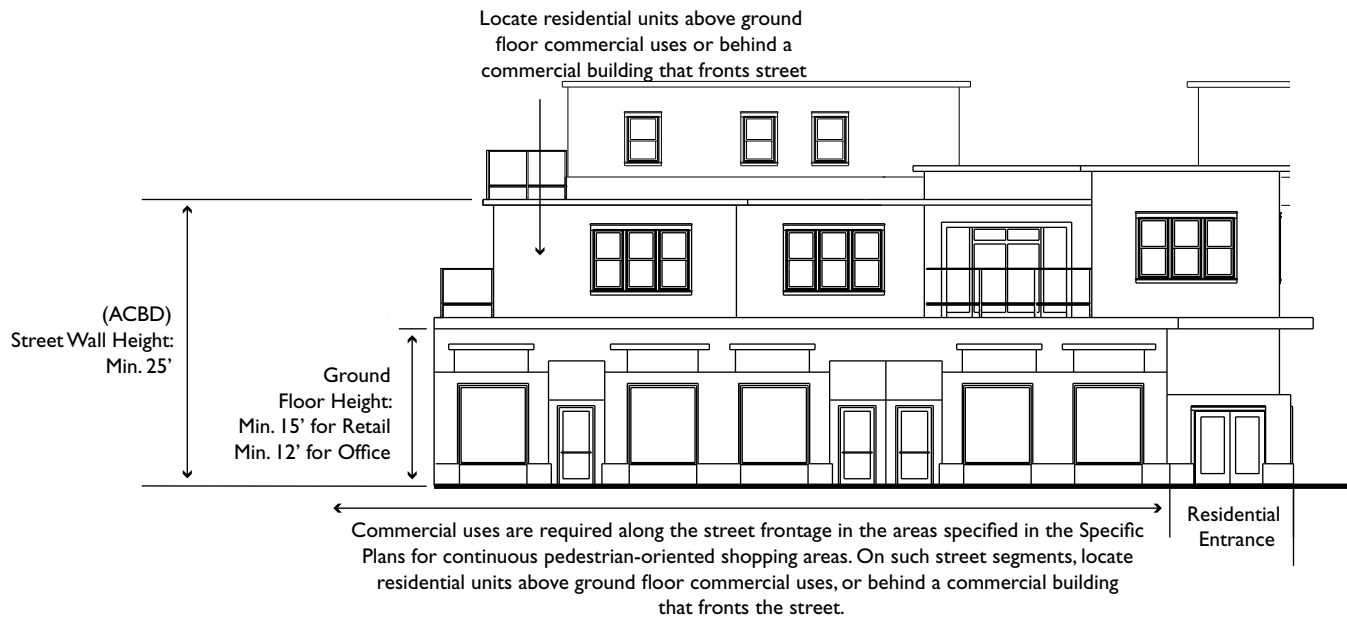 Locate residential units above ground
floor commercial uses or behind a
commercial building that fronts street
(ACBD)
Street Wall Height:
Min. 25’
Ground
Floor Height:
Min. 15’ for Retail
Min. 12’ for Office
Commercial uses are required along the street frontage in the areas specified in the Specific
Plans for continuous pedestrian-oriented shopping areas. On such street segments, locate
residential units above ground floor commercial uses, or behind a commercial building
that fronts the street.
Residential
Entrance